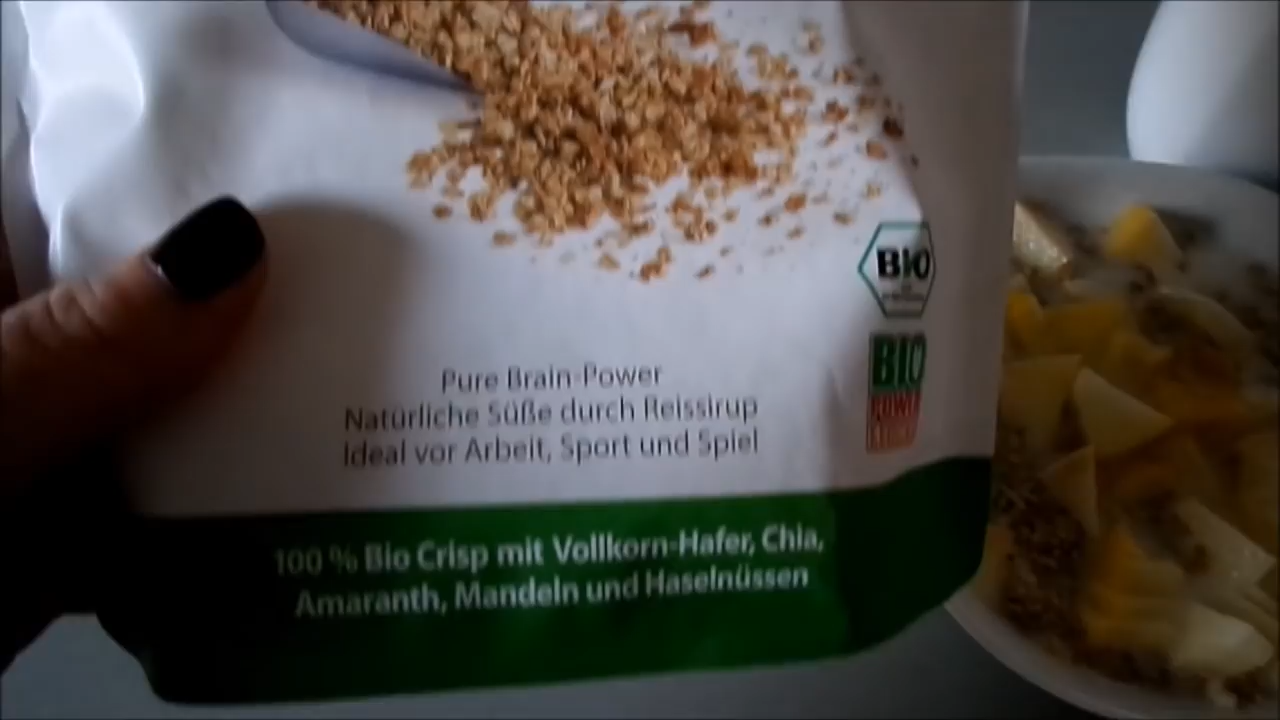 BIO
BIO
Pure Brain-Power
Natürliche Süße durch Reissirup
Ideal vor Arbeit, Sport und Spiel
100 % Bio Crisp mit Vollkorn-Hafer, Chia,
Amaranth, Mandeln und Haselnüssen